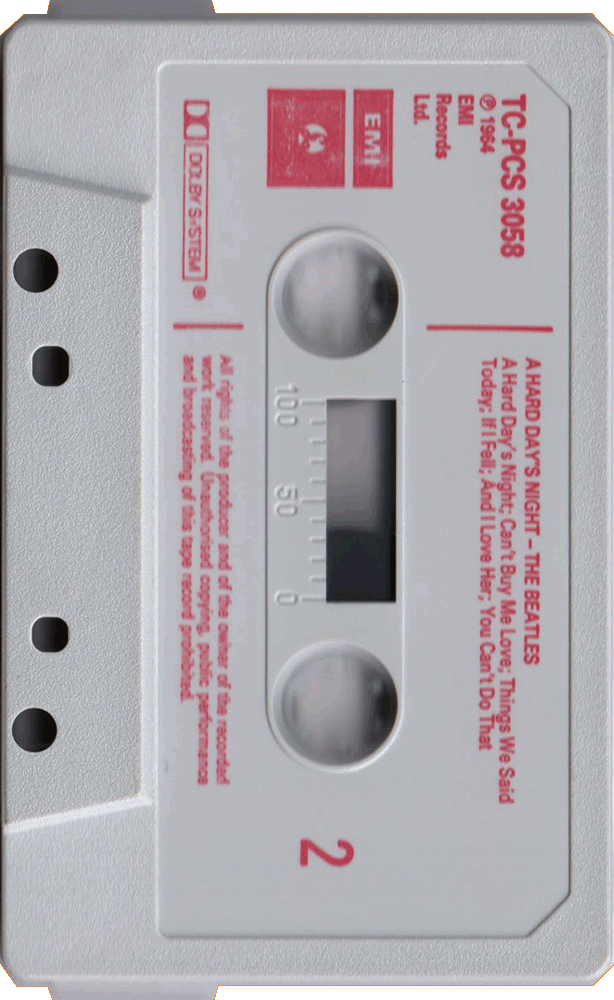 TC-PCS 3058
℗ 1964
EMI
Records
Ltd.
EMI
DOLBY SYSTEM ®
A HARD DAY'S NIGHT – THE BEATLES
A Hard Day's Night; Can't Buy Me Love; Things We Said
Today; If I Fell; And I Love Her; You Can't Do That
100 50 0
All rights of the producer and of the owner of the recorded
work reserved. Unauthorised copying, public performance
and broadcasting of this tape record prohibited.
2